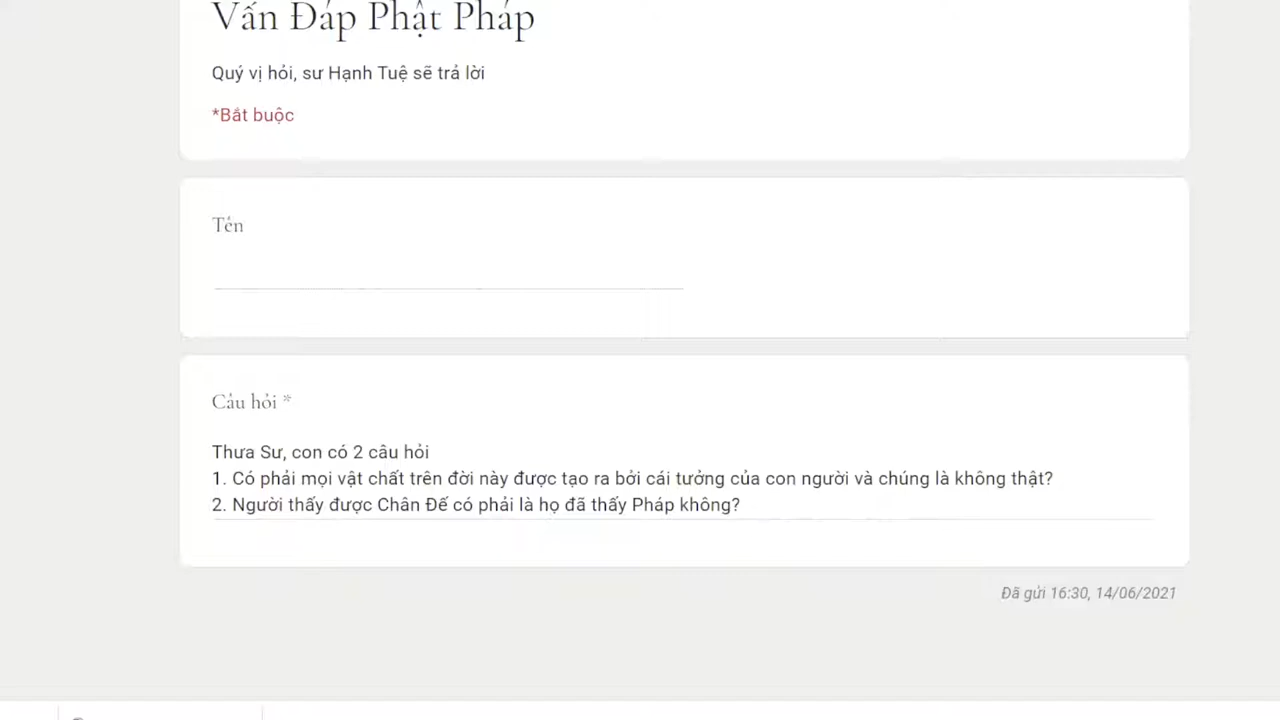 Vấn Đáp Phật Pháp
Quý vị hỏi, sư Hạnh Tuệ sẽ trả lời
*Bắt buộc
Tên
Câu hỏi *
Thưa Sư, con có 2 câu hỏi
1. Có phải mọi vật chất trên đời này được tạo ra bởi cái tưởng của con người và chúng là không thật?
2. Người thấy được Chân Đế có phải là họ đã thấy Pháp không?
Đã gửi 16:30, 14/06/2021